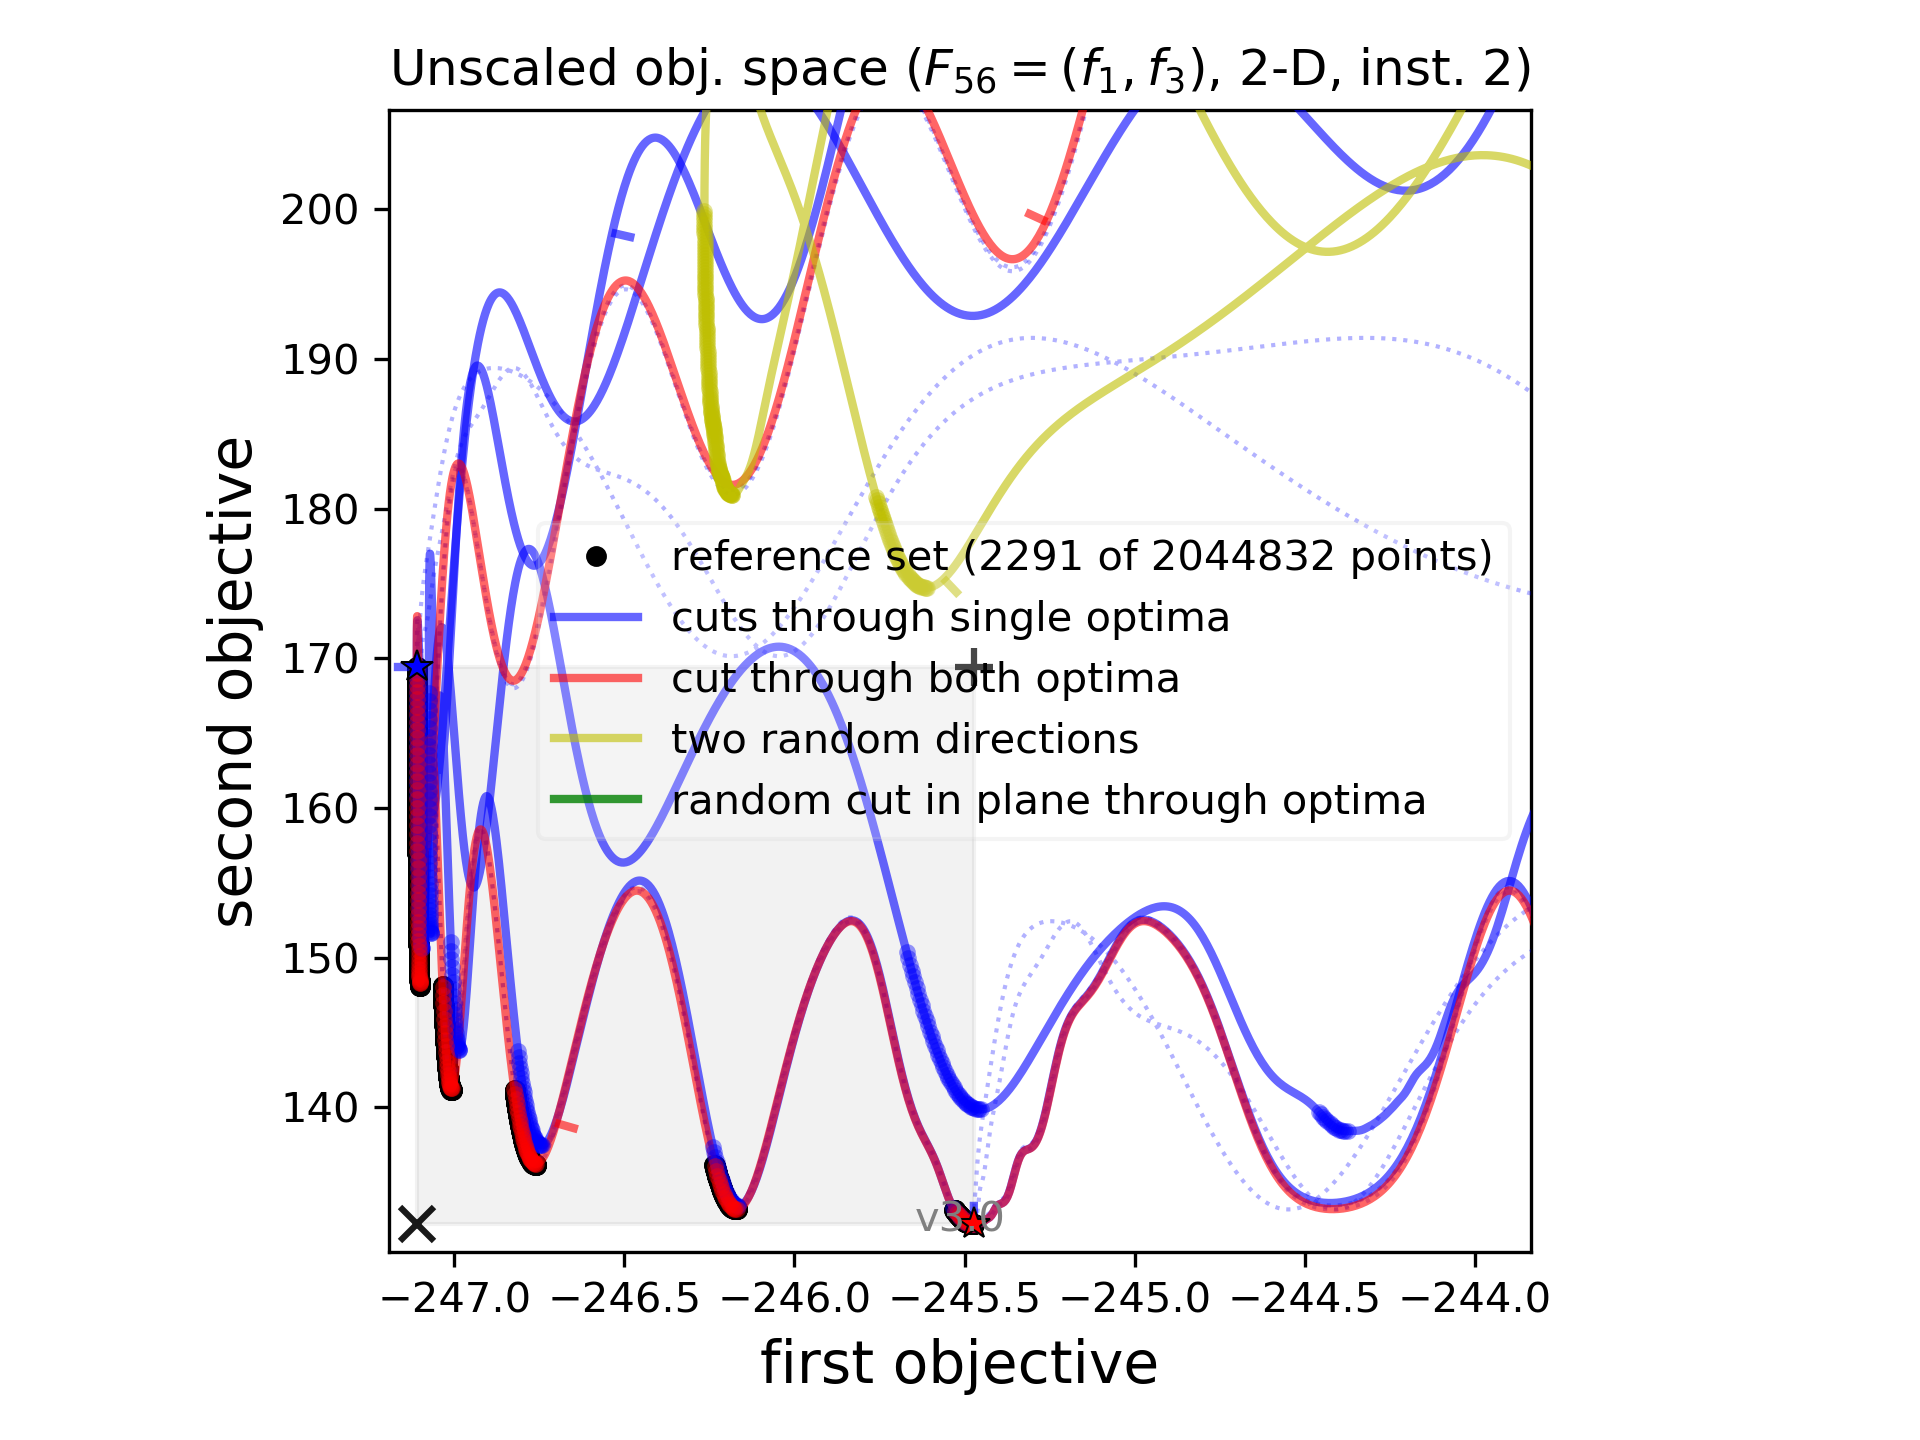 Unscaled obj. space (F56 = (f1, f3), 2-D, inst. 2)
second objective
200
190
180
170
160
150
140
reference set (2291 of 2044832 points)
cuts through single optima
cut through both optima
two random directions
random cut in plane through optima
v3.0
−247.0 −246.5 −246.0 −245.5 −245.0 −244.5 −244.0
first objective